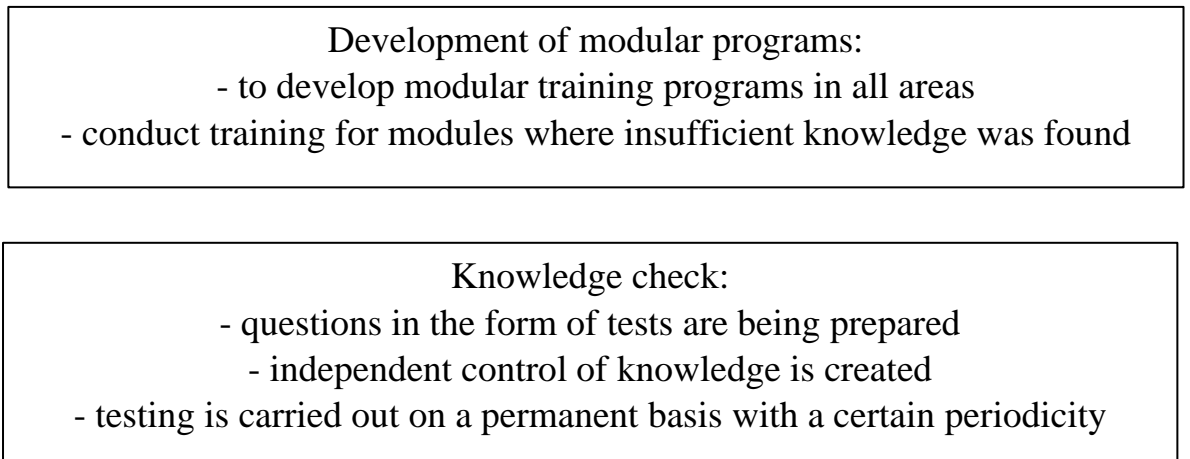 Development of modular programs:
- to develop modular training programs in all areas
- conduct training for modules where insufficient knowledge was found
Knowledge check:
- questions in the form of tests are being prepared
- independent control of knowledge is created
- testing is carried out on a permanent basis with a certain periodicity